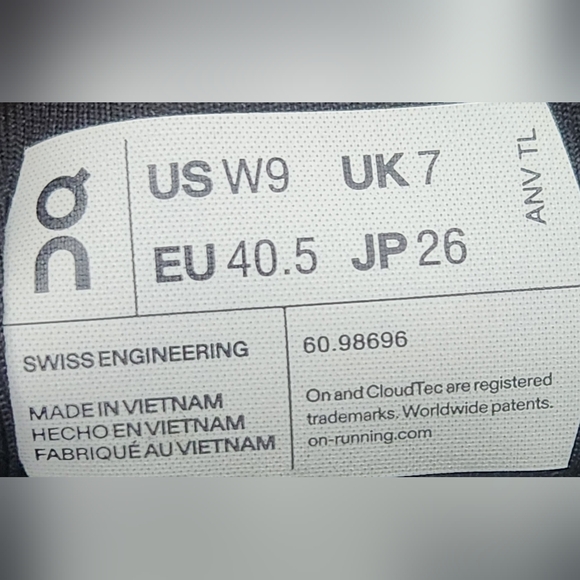 On
US W9 UK 7
EU 40.5 JP 26
ANV TL
SWISS ENGINEERING
MADE IN VIETNAM
HECHO EN VIETNAM
FABRIQUÉ AU VIETNAM
60.98696
On and CloudTec are registered
trademarks. Worldwide patents.
on-running.com